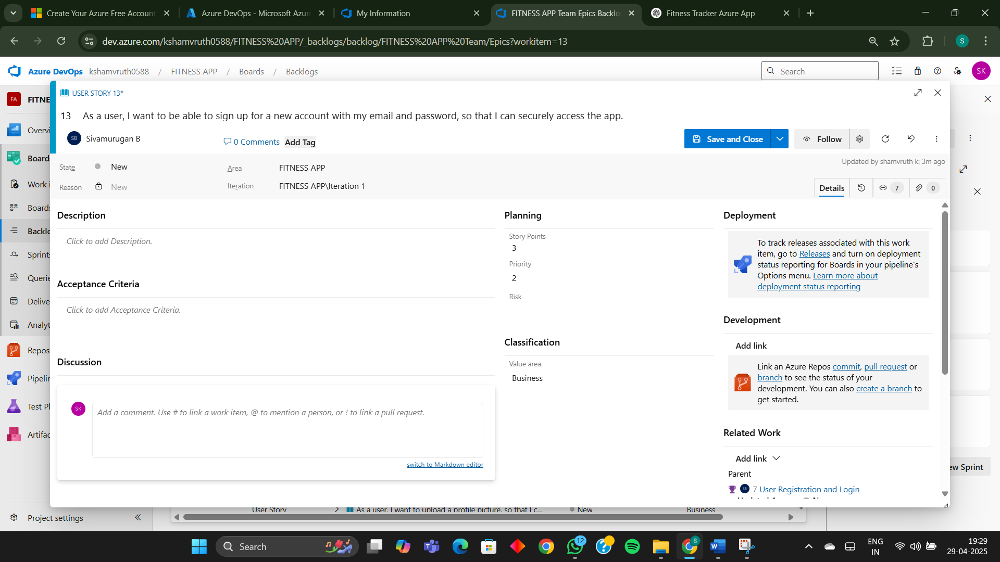 Create Your Azure Free Account
Azure DevOps - Microsoft Azur
My Information
FITNESS APP Team Epics Backlo
Fitness Tracker Azure App
dev.azure.com/kshamvruth0588/FITNESS%20APP/_backlogs/backlog/FITNESS%20APP%20Team/Epics?workitem=13
S
Azure DevOps kshamvruth0588 / FITNESS APP / Boards / Backlogs
Search
SK
FA FITNE
USER STORY 13*
13 As a user, I want to be able to sign up for a new account with my email and password, so that I can securely access the app.
SB Sivamurugan B
0 Comments Add Tag
Save and Close
Follow
Updated by shamvruth k: 3m ago
State New
Area FITNESS APP
Reason New
Iteration FITNESS APP\Iteration 1
Details 7 0
Overvi
Board
Work i
Board
Backlo
Sprint
Querie
Delive
Analyt
Repos
Pipelin
Test Pl
Artifac
Project settings
Description
Click to add Description.
Acceptance Criteria
Click to add Acceptance Criteria.
Discussion
SK
Add a comment. Use # to link a work item, @ to mention a person, or ! to link a pull request.
switch to Markdown editor
Planning
Story Points
3
Priority
2
Risk
Classification
Value area
Business
Deployment
To track releases associated with this work
item, go to Releases and turn on deployment
status reporting for Boards in your pipeline's
Options menu. Learn more about
deployment status reporting
Development
Add link
Link an Azure Repos commit, pull request or
branch to see the status of your
development. You can also create a branch to
get started.
Related Work
Add link
Parent
SB 7 User Registration and Login
ew Sprint
User Story As a user, I want to upload a profile picture, so that I c... New Business
Search
12
S
ENG
IN
19:29
29-04-2025